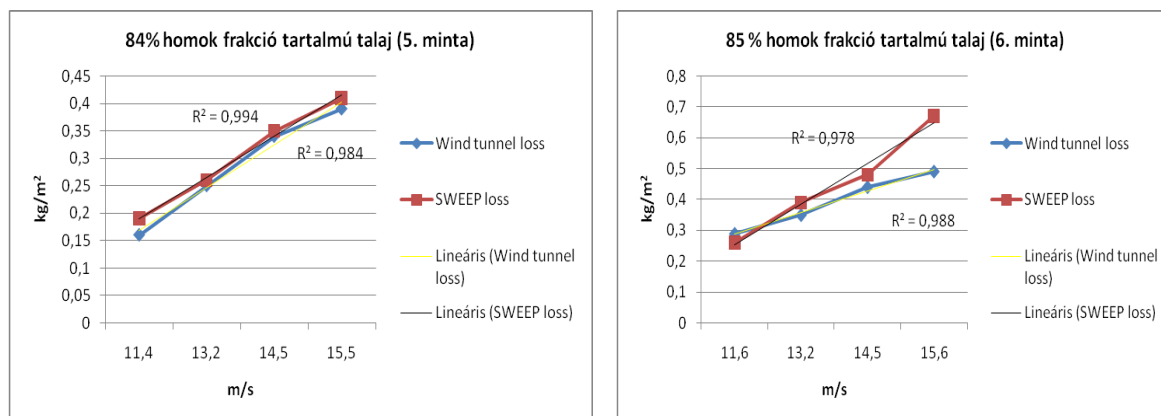 84% homok frakció tartalmú talaj (5. minta)
0,45
0,4
0,35
0,3
0,25
0,2
0,15
0,1
0,05
0
kg/m²
R² = 0,994
R² = 0,984
11,4 13,2 14,5 15,5
m/s
Wind tunnel loss
SWEEP loss
Lineáris (Wind tunnel
loss)
Lineáris (SWEEP loss)
85 % homok frakció tartalmú talaj (6. minta)
0,8
0,7
0,6
0,5
0,4
0,3
0,2
0,1
0
kg/m²
R² = 0,978
R² = 0,988
11,6 13,2 14,5 15,6
m/s
Wind tunnel loss
SWEEP loss
Lineáris (Wind tunnel
loss)
Lineáris (SWEEP loss)